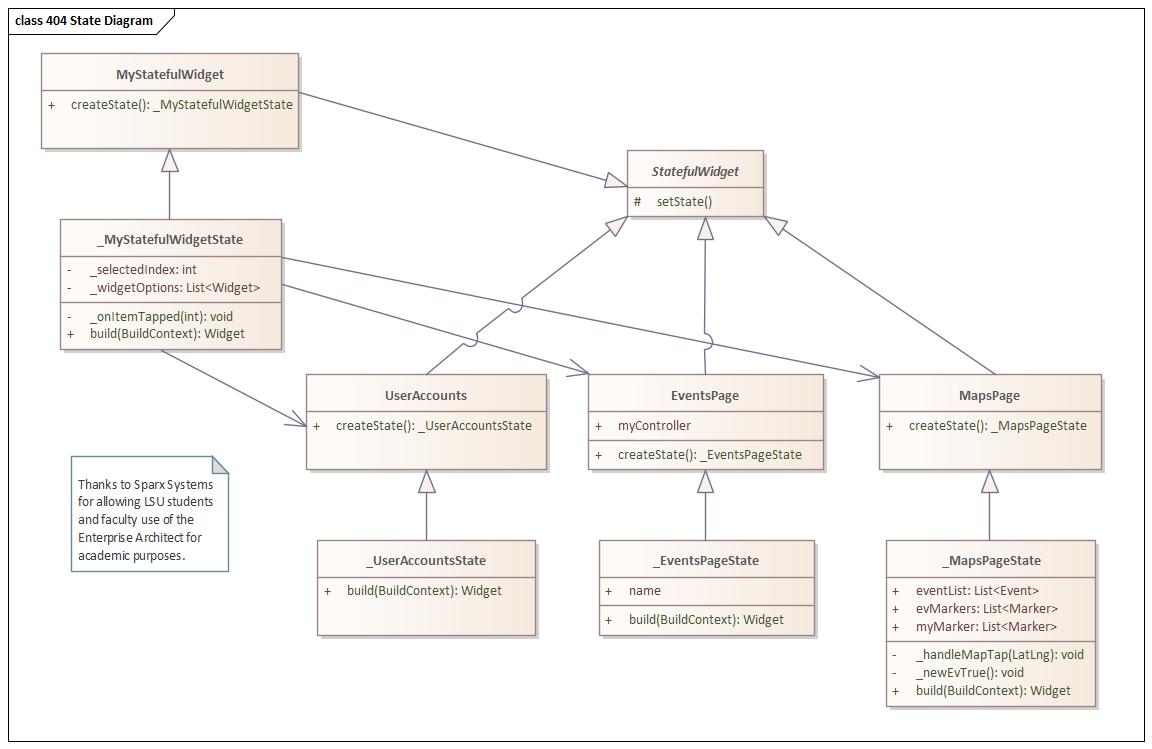 class 404 State Diagram
MyStatefulWidget
+ createState(): _MyStatefulWidgetState
StatefulWidget
# setState()
_MyStatefulWidgetState
- _selectedIndex: int
- _widgetOptions: List<Widget>
- _onItemTapped(int): void
+ build(BuildContext): Widget
UserAccounts
+ createState(): _UserAccountsState
EventsPage
+ myController
+ createState(): _EventsPageState
MapsPage
+ createState(): _MapsPageState
Thanks to Sparx Systems
for allowing LSU students
and faculty use of the
Enterprise Architect for
academic purposes.
_UserAccountsState
+ build(BuildContext): Widget
_EventsPageState
+ name
+ build(BuildContext): Widget
_MapsPageState
+ eventList: List<Event>
+ evMarkers: List<Marker>
+ myMarker: List<Marker>
- _handleMapTap(LatLng): void
- _newEvTrue(): void
+ build(BuildContext): Widget